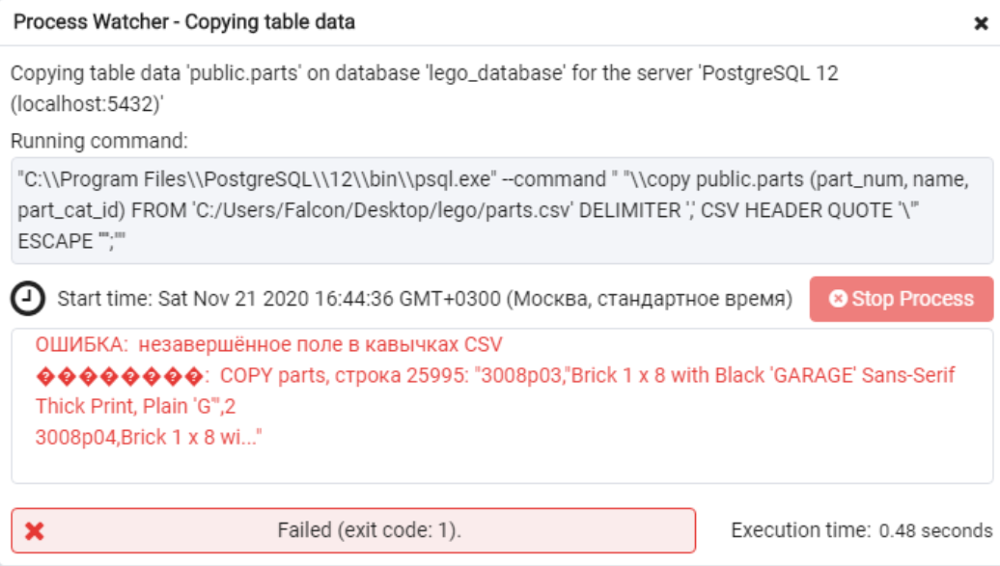 Process Watcher - Copying table data
Copying table data 'public.parts' on database 'lego_database' for the server 'PostgreSQL 12
(localhost:5432)'
Running command:
"C:\\Program Files\\PostgreSQL\\12\\bin\\psql.exe" --command " "\\copy public.parts (part_num, name,
part_cat_id) FROM 'C:/Users/Falcon/Desktop/lego/parts.csv' DELIMITER ',' CSV HEADER QUOTE '\"'
ESCAPE '''';""
Start time: Sat Nov 21 2020 16:44:36 GMT+0300 (Москва, стандартное время)
Stop Process
ОШИБКА:  незавершённое поле в кавычках CSV
���������:  COPY parts, строка 25995: "3008p03,"Brick 1 x 8 with Black 'GARAGE' Sans-Serif
Thick Print, Plain 'G'",2
3008p04,Brick 1 x 8 wi..."
Failed (exit code: 1).
Execution time: 0.48 seconds